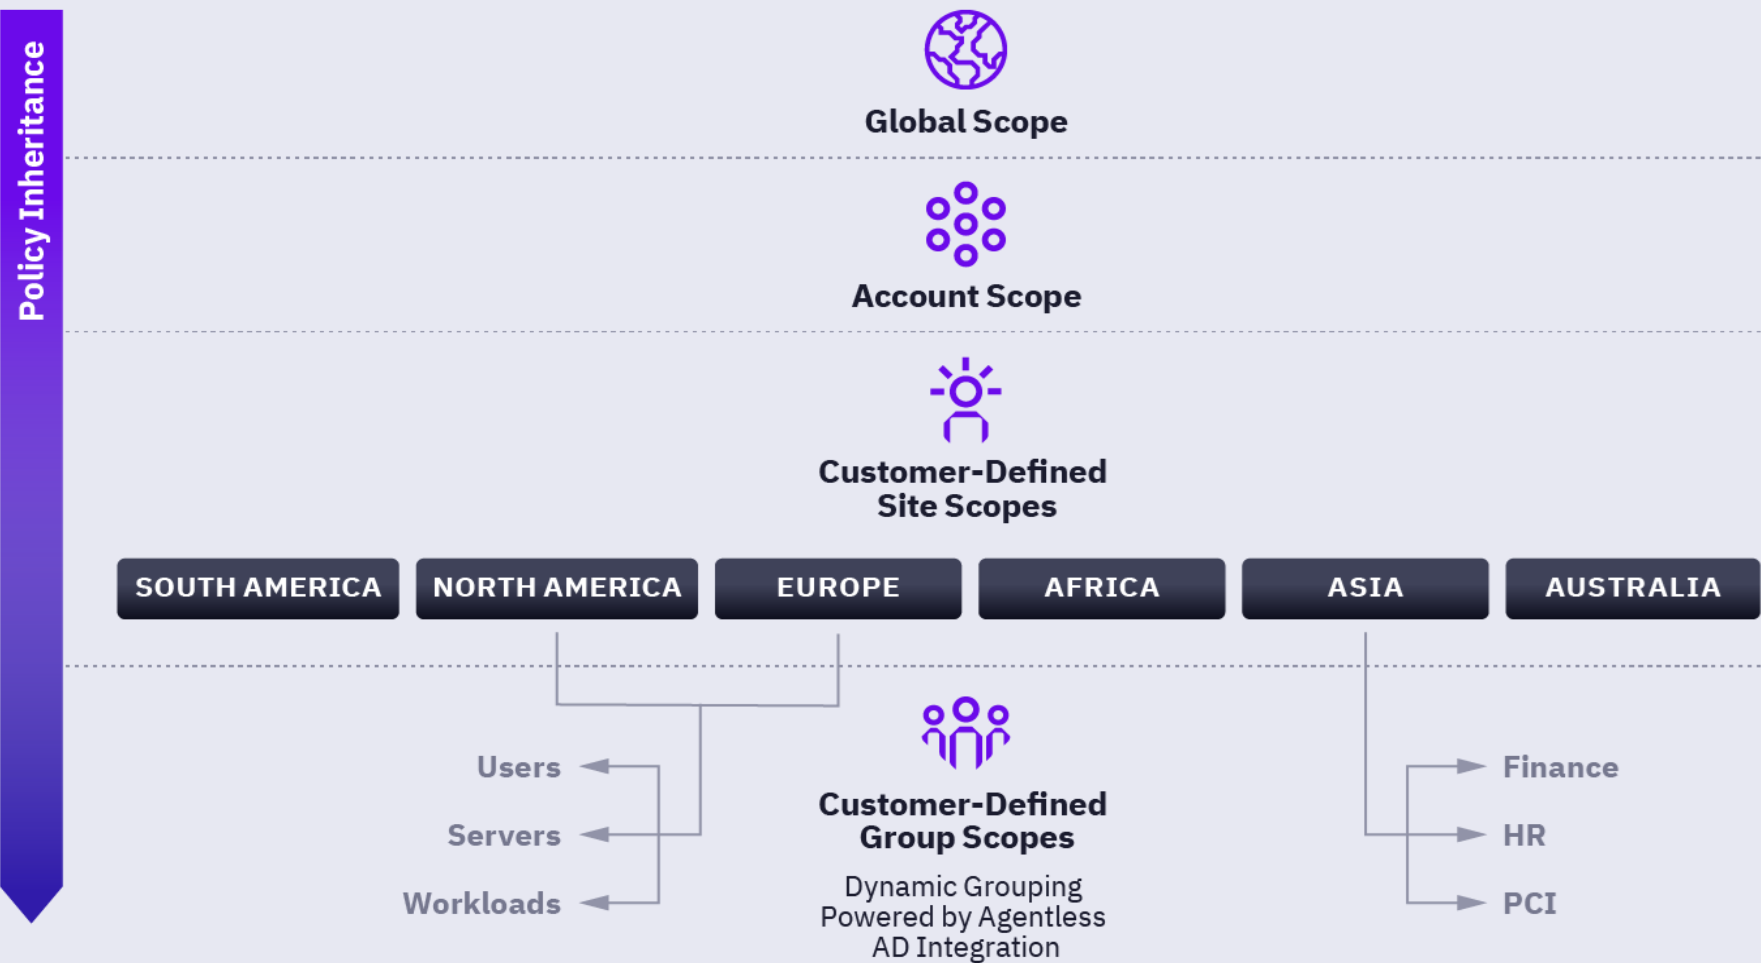 Policy Inheritance
Global Scope
Account Scope
Customer-Defined
Site Scopes
SOUTH AMERICA
NORTH AMERICA
EUROPE
AFRICA
ASIA
AUSTRALIA
Users
Servers
Workloads
Customer-Defined
Group Scopes
Dynamic Grouping
Powered by Agentless
AD Integration
Finance
HR
PCI